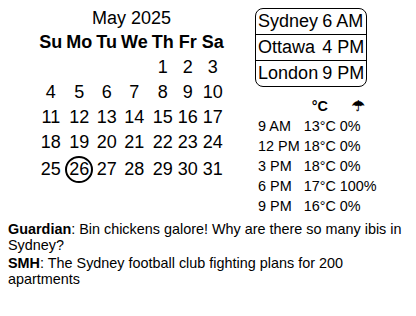 May 2025
Su Mo Tu We Th Fr Sa
1 2 3
4 5 6 7 8 9 10
11 12 13 14 15 16 17
18 19 20 21 22 23 24
25 26 27 28 29 30 31
Sydney 6 AM
Ottawa 4 PM
London 9 PM
°C ☂
9 AM 13°C 0%
12 PM 18°C 0%
3 PM 18°C 0%
6 PM 17°C 100%
9 PM 16°C 0%
Guardian: Bin chickens galore! Why are there so many ibis in
Sydney?
SMH: The Sydney football club fighting plans for 200
apartments